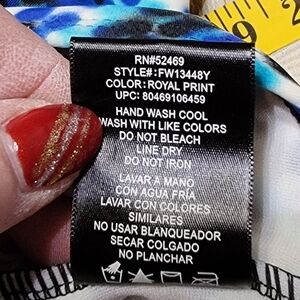 RN#52469
STYLE#:FW13448Y
COLOR:ROYAL PRINT
UPC: 80469106459
HAND WASH COOL
WASH WITH LIKE COLORS
DO NOT BLEACH
LINE DRY
DO NOT IRON
LAVAR A MANO
CON AGUA FRIA
LAVAR CON COLORES
SIMILARES
NO USAR BLANQUEADOR
SECAR COLGADO
NO PLANCHAR